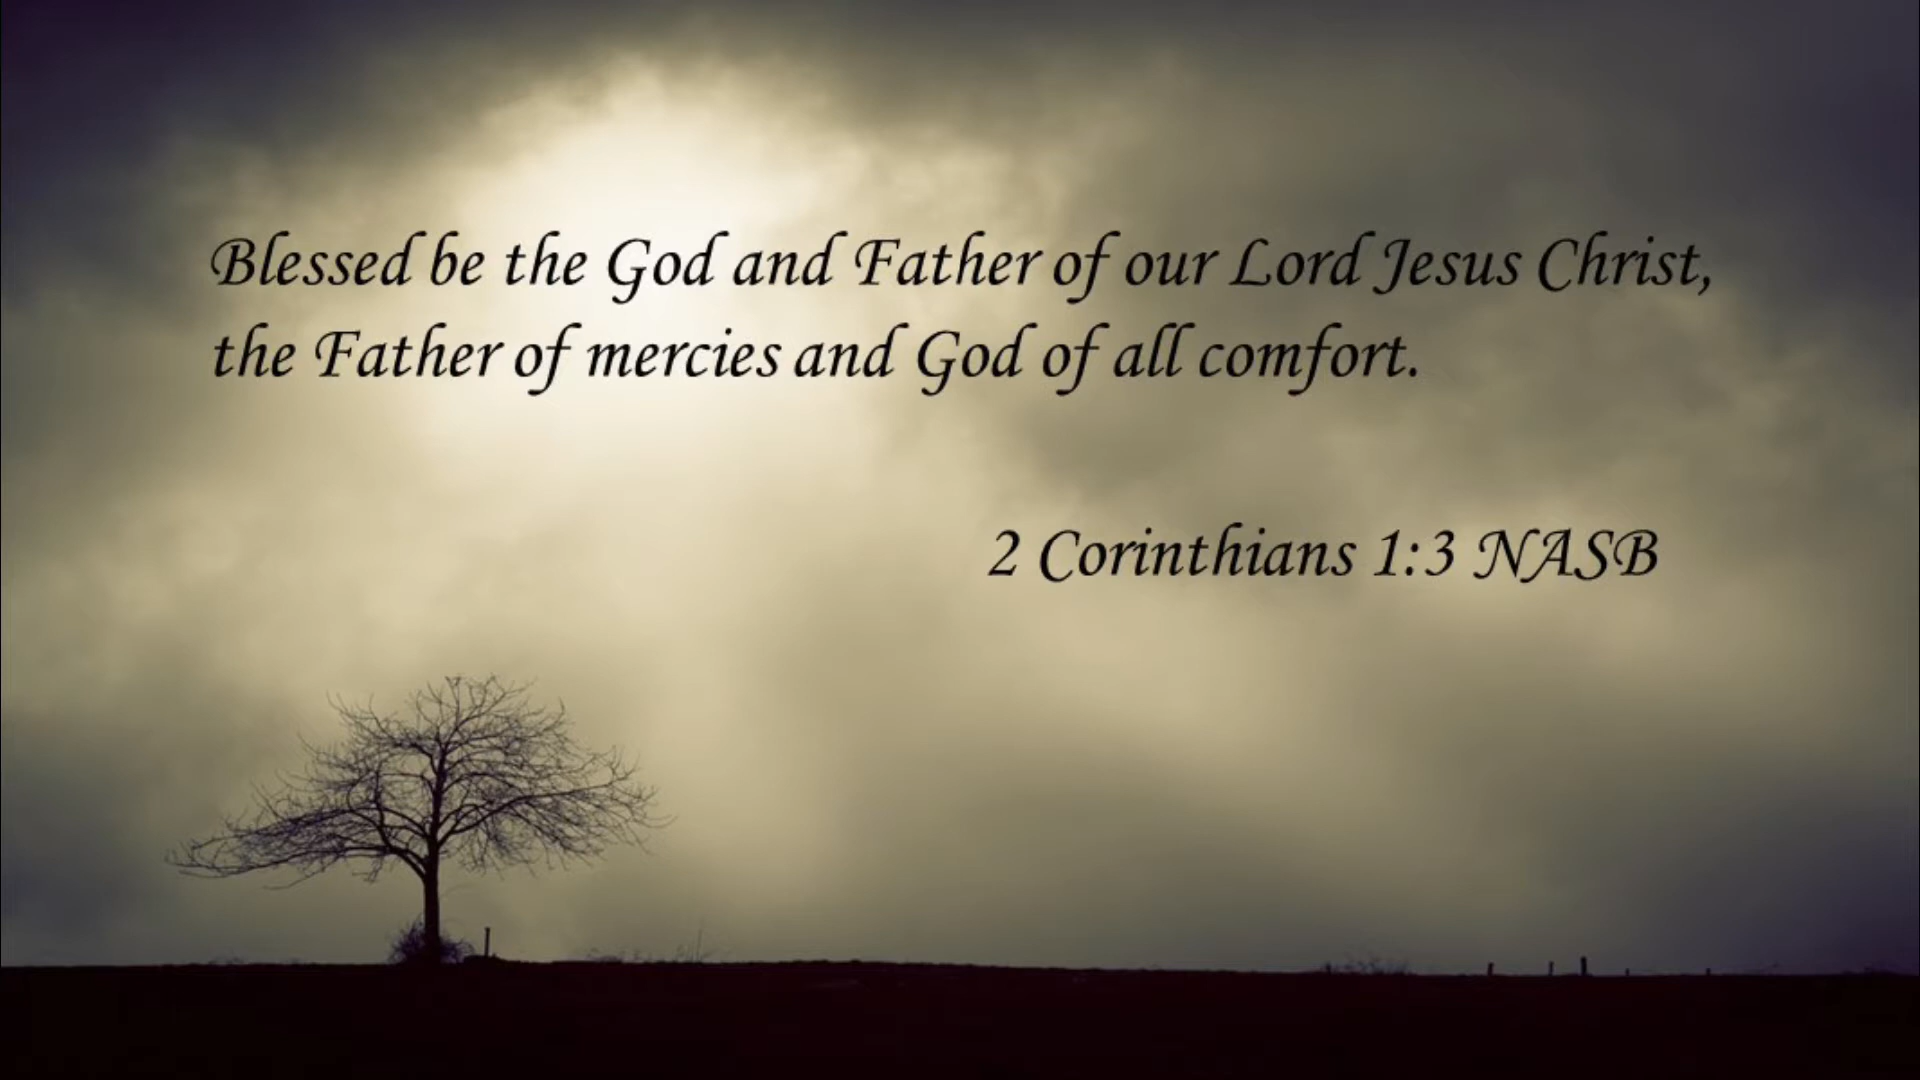 Blessed be the God and Father of our Lord Jesus Christ,
the Father of mercies and God of all comfort.
2 Corinthians 1:3 NASB